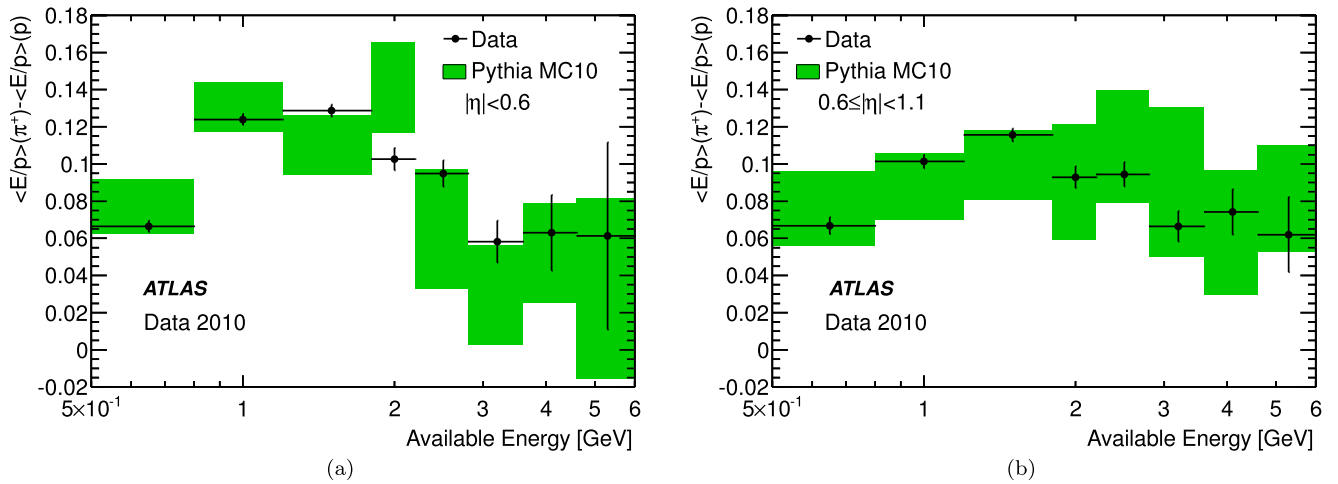 <E/p>(π⁺)-<E/p>(p)
0.18
0.16
0.14
0.12
0.1
0.08
0.06
0.04
0.02
0
-0.02
Data
Pythia MC10
|η|<0.6
ATLAS
Data 2010
5×10⁻¹ 1 2 3 4 5 6
Available Energy [GeV]
(a)
<E/p>(π⁺)-<E/p>(p)
0.18
0.16
0.14
0.12
0.1
0.08
0.06
0.04
0.02
0
-0.02
Data
Pythia MC10
0.6≤|η|<1.1
ATLAS
Data 2010
5×10⁻¹ 1 2 3 4 5 6
Available Energy [GeV]
(b)